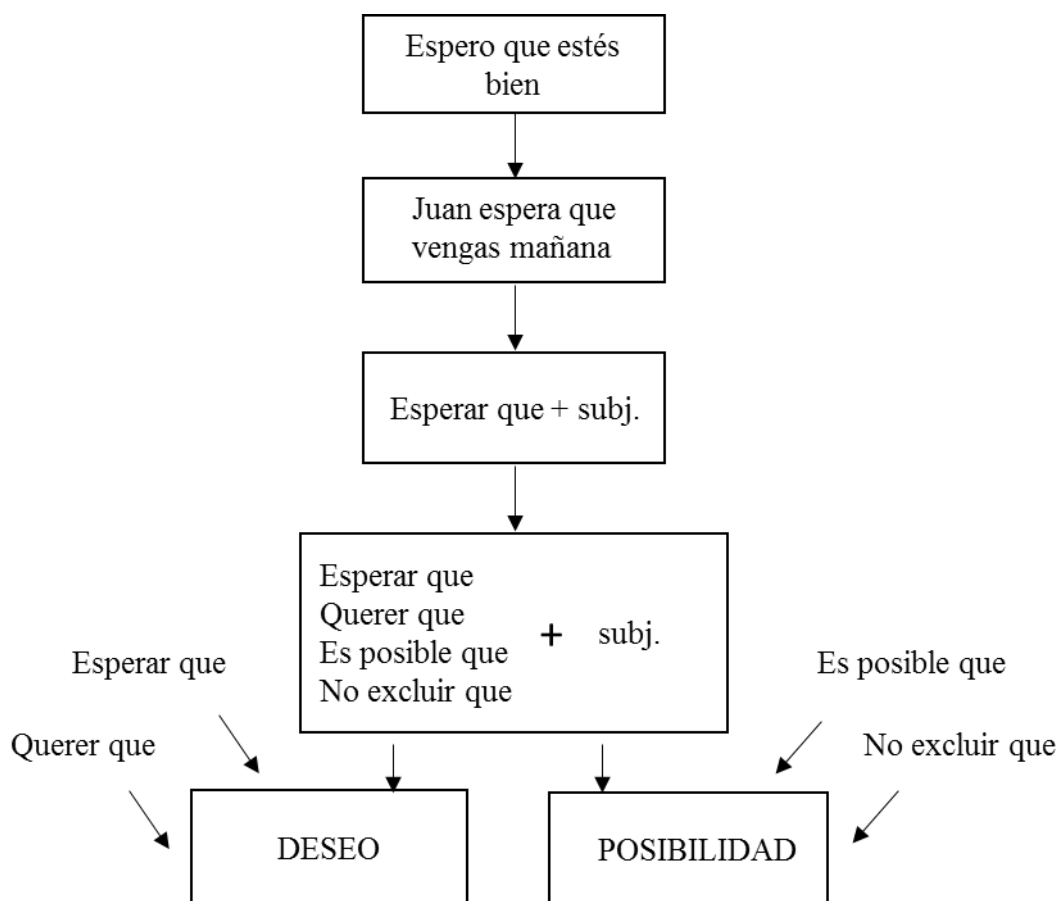 Espero que estés
bien
Juan espera que
vengas mañana
Esperar que + subj.
Esperar que
Querer que
Es posible que
No excluir que
+ subj.
Esperar que
Querer que
Es posible que
No excluir que
DESEO
POSIBILIDAD